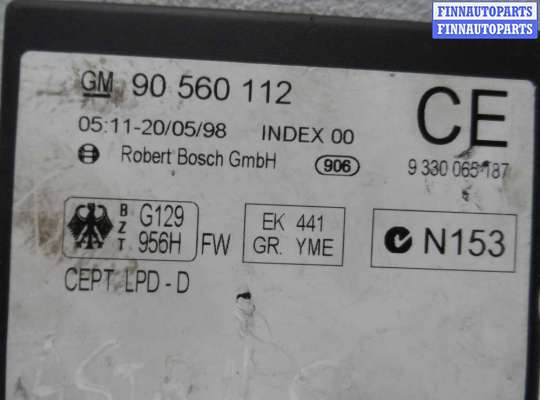 FINNAUTOPARTS
FINNAUTOPARTS
GM 90 560 112
CE
05:11-20/05/98 INDEX 00
Robert Bosch GmbH 906
9 330 065 187
BZT G129 956H FW
EK 441
GR. YME
N153
CEPT LPD - D